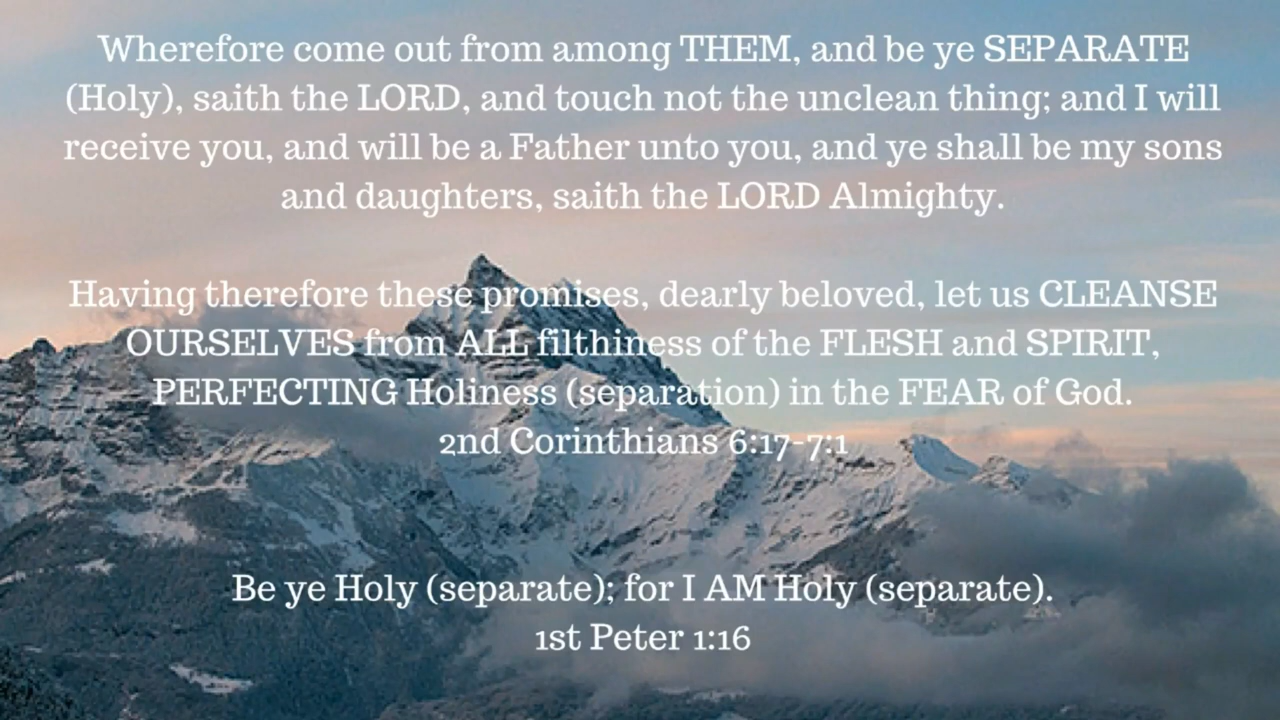 Wherefore come out from among THEM, and be ye SEPARATE
(Holy), saith the LORD, and touch not the unclean thing; and I will
receive you, and will be a Father unto you, and ye shall be my sons
and daughters, saith the LORD Almighty.
Having therefore these promises, dearly beloved, let us CLEANSE
OURSELVES from ALL filthiness of the FLESH and SPIRIT,
PERFECTING Holiness (separation) in the FEAR of God.
2nd Corinthians 6:17-7:1
Be ye Holy (separate); for I AM Holy (separate).
1st Peter 1:16